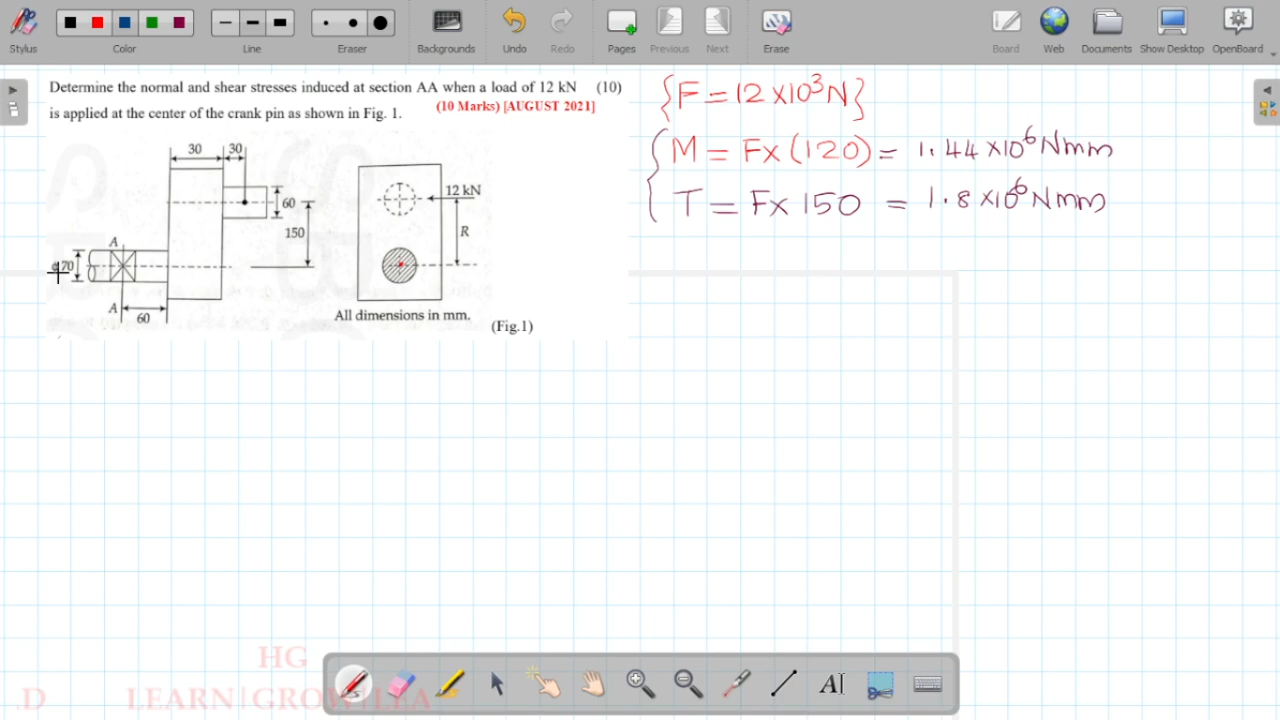 Stylus Color Line Eraser Backgrounds Undo Redo Pages Previous Next Erase Board Web Documents Show Desktop OpenBoard
Determine the normal and shear stresses induced at section AA when a load of 12 kN (10)
is applied at the center of the crank pin as shown in Fig. 1. (10 Marks) [AUGUST 2021]
30 30
60
150
A
70
A
60
12 kN
R
All dimensions in mm.
(Fig.1)
{F = 12 x10³N}
M = Fx(120) = 1.44 x10⁶Nmm
T = Fx 150 = 1.8 x10⁶Nmm
HG
LEARN|GROW|
AI